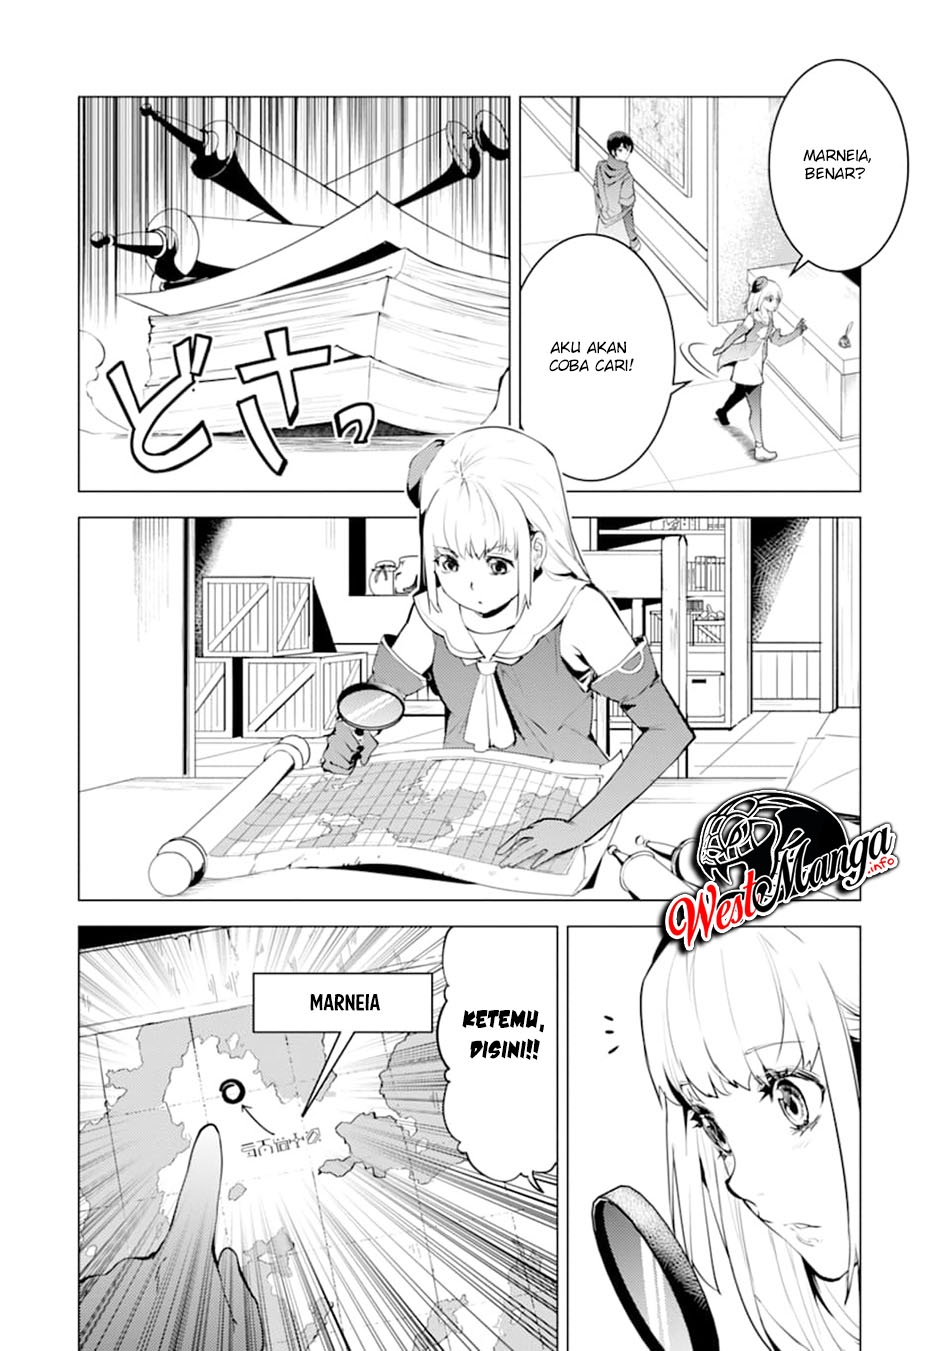 MARNEIA,
BENAR?
AKU AKAN
COBA CARI!
どさっ
WestManga
.info
KETEMU,
DISINI!!
MARNEIA